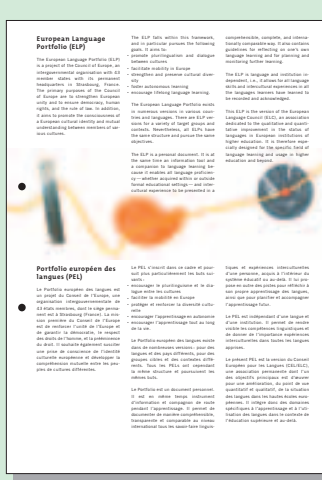 European Language
Portfolio (ELP)
The European Language Portfolio (ELP)
is a project of the Council of Europe, an
intergovernmental organisation with 43
member states with its permanent
headquarters in Strasbourg, France.
The primary purposes of the Council
of Europe are to strengthen European
unity and to ensure democracy, human
rights, and the rule of law. In addition,
it aims to promote the consciousness of
a European cultural identity and mutual
understanding between members of var-
ious cultures.
The ELP falls within this framework,
and in particular pursues the following
goals. It aims to:
- promote plurilingualism and dialogue
between cultures
- facilitate mobility in Europe
- strengthen and preserve cultural diver-
sity
- foster autonomous learning
- encourage lifelong language learning.
The European Language Portfolio exists
in numerous versions in various coun-
tries and languages. There are ELP ver-
sions for a variety of target groups and
contexts. Nevertheless, all ELPs have
the same structure and pursue the same
objectives.
The ELP is a personal document. It is at
the same time an information tool and
a companion to language learning be-
cause it enables all language proficien-
cy – whether acquired within or outside
formal educational settings – and inter-
cultural experience to be presented in a
comprehensible, complete, and interna-
tionally comparable way. It also contains
guidelines for reflecting on one's own
language learning and for planning and
monitoring further learning.
The ELP is language and institution in-
dependent, i. e., it allows for all language
skills and intercultural experiences in all
the languages learners have learned to
be recorded and acknowledged.
This ELP is the version of the European
Language Council (ELC), an association
dedicated to the qualitative and quanti-
tative improvement in the status of
languages in European institutions of
higher education. It is therefore espe-
cially designed for the specific field of
language learning and usage in higher
education and beyond.
Portfolio européen des
langues (PEL)
Le Portfolio européen des langues est
un projet du Conseil de l'Europe, une
organisation intergouvernementale de
43 états membres, dont le siège perma-
nent est à Strasbourg (France). La mis-
sion première du Conseil de l'Europe
est de renforcer l'unité de l'Europe et
de garantir la démocratie, le respect
des droits de l'homme, et la prééminence
du droit. Il souhaite également susciter
une prise de conscience de l'identité
culturelle européenne et développer la
compréhension mutuelle entre les peu-
ples de cultures différentes.
Le PEL s'inscrit dans ce cadre et pour-
suit plus particulièrement les buts sui-
vants :
- encourager le plurilinguisme et le dia-
logue entre les cultures
- faciliter la mobilité en Europe
- protéger et renforcer la diversité cultu-
relle
- encourager l'apprentissage en autonomie
- encourager l'apprentissage tout au long
de la vie.
Le Portfolio européen des langues existe
dans de nombreuses versions : pour des
langues et des pays différents, pour des
groupes cibles et des contextes diffé-
rents. Tous les PELs ont cependant
la même structure et poursuivent les
mêmes buts.
Le Portfolio est un document personnel.
Il est en même temps instrument
d'information et compagnon de route
pendant l'apprentissage. Il permet de
documenter de manière compréhensible,
transparente et comparable au niveau
international tous les savoir-faire linguis-
tiques et expériences interculturelles
d'une personne, acquis à l'intérieur du
système éducatif ou au-delà. Il lui pro-
pose en outre des pistes pour réfléchir à
son propre apprentissage des langues,
ainsi que pour planifier et accompagner
l'apprentissage.
Le PEL est indépendant d'une langue et
d'une institution. Il permet de rendre
visible les compétences linguistiques et
de donner de l'importance expériences
interculturelles dans toutes les langues
apprises.
Le présent PEL est la version du Conseil
Européen pour les Langues (CEL/ELC),
une association permanente dont l'un
des objectifs principaux est d'œuvrer
pour une amélioration, du point de vue
quantitatif et qualitatif, de la situation
des langues dans les hautes écoles euro-
péennes. Il intègre donc des domaines
spécifiques à l'apprentissage et à l'uti-
lisation des langues dans le contexte de
l'éducation supérieure et au-delà.